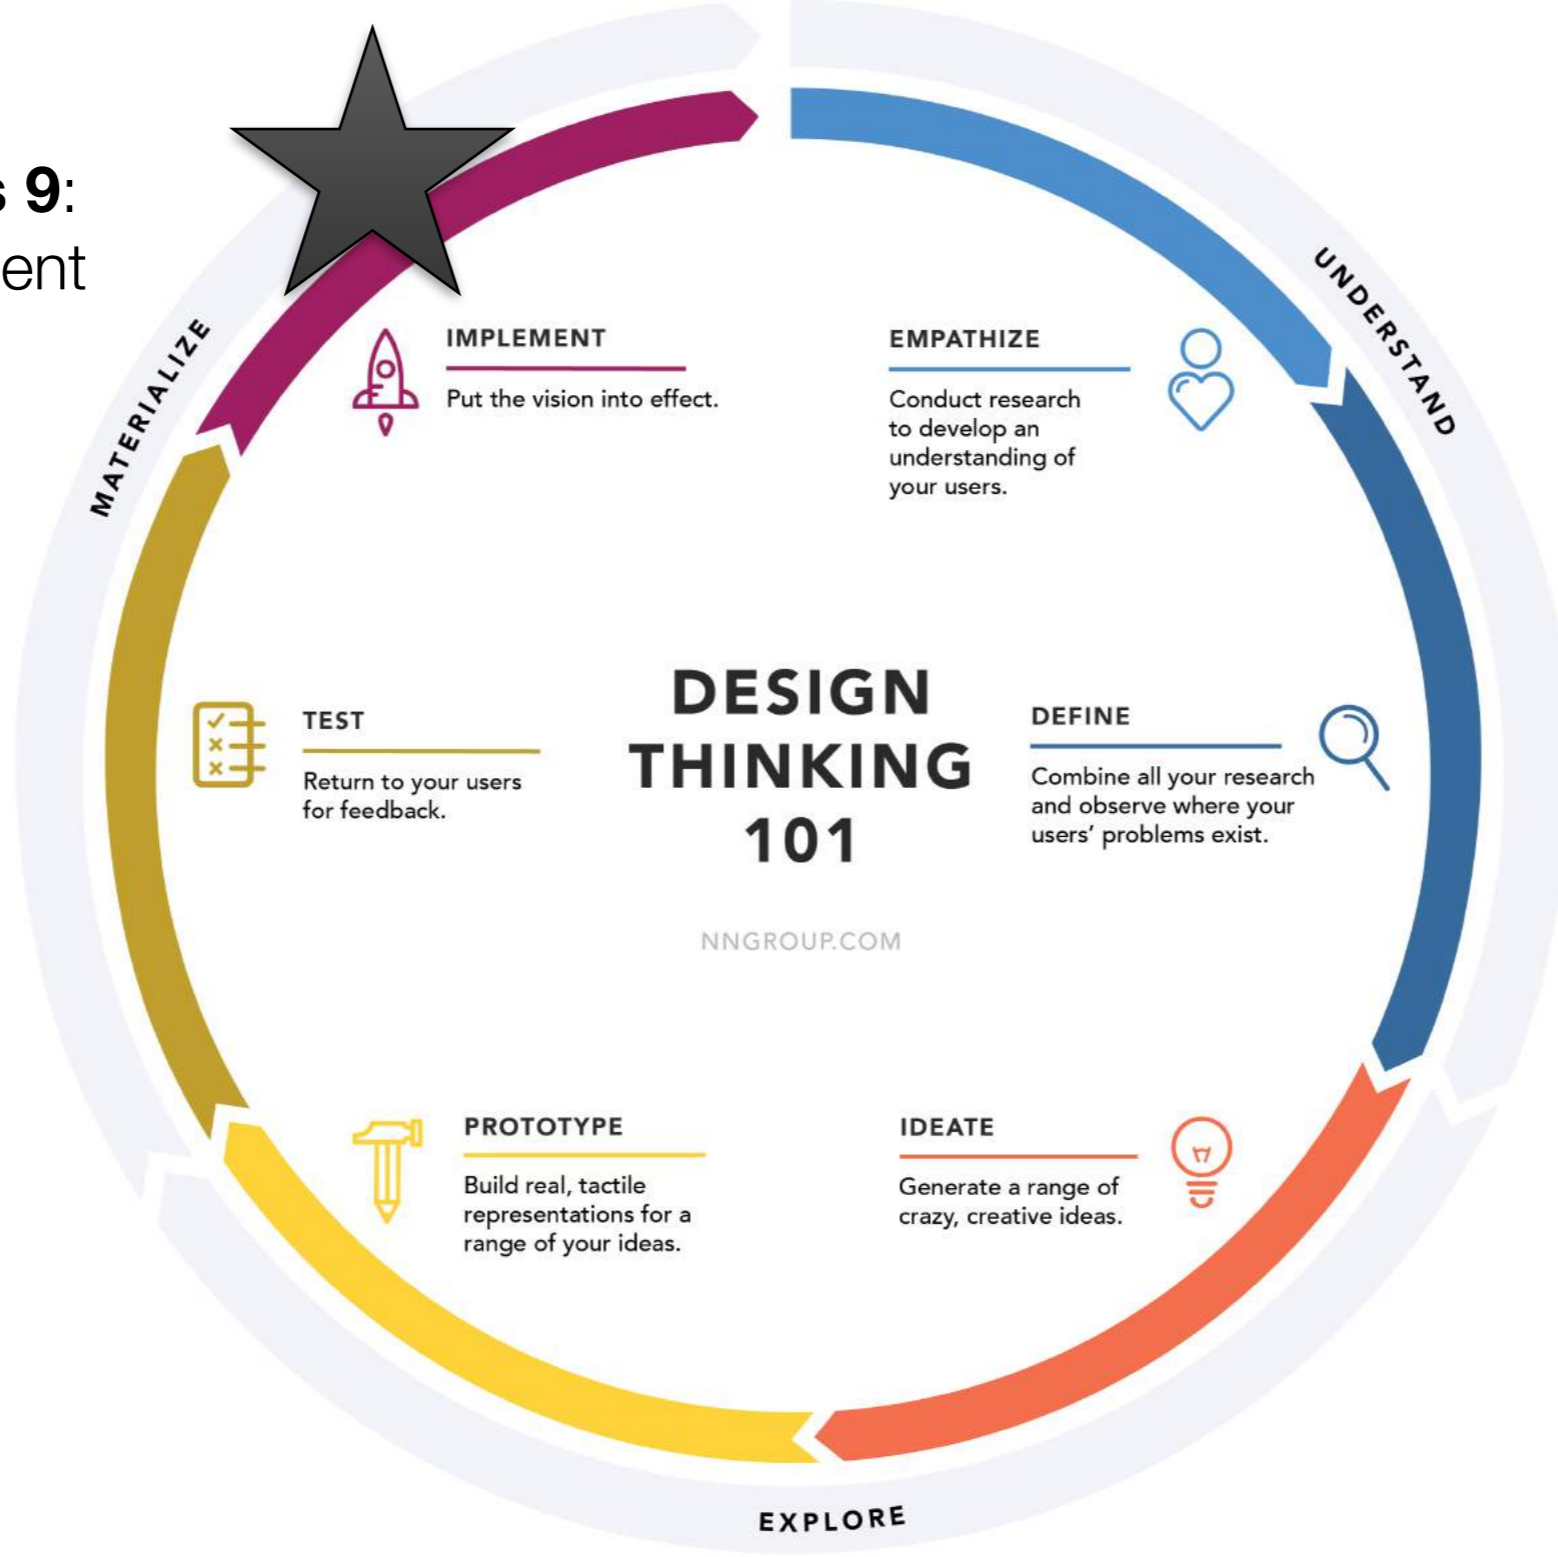 9:
MATERIALIZE
UNDERSTAND
IMPLEMENT
Put the vision into effect.
EMPATHIZE
Conduct research
to develop an
understanding of
your users.
TEST
Return to your users
for feedback.
DESIGN
THINKING
101
NNGROUP.COM
DEFINE
Combine all your research
and observe where your
users’ problems exist.
PROTOTYPE
Build real, tactile
representations for a
range of your ideas.
IDEATE
Generate a range of
crazy, creative ideas.
EXPLORE